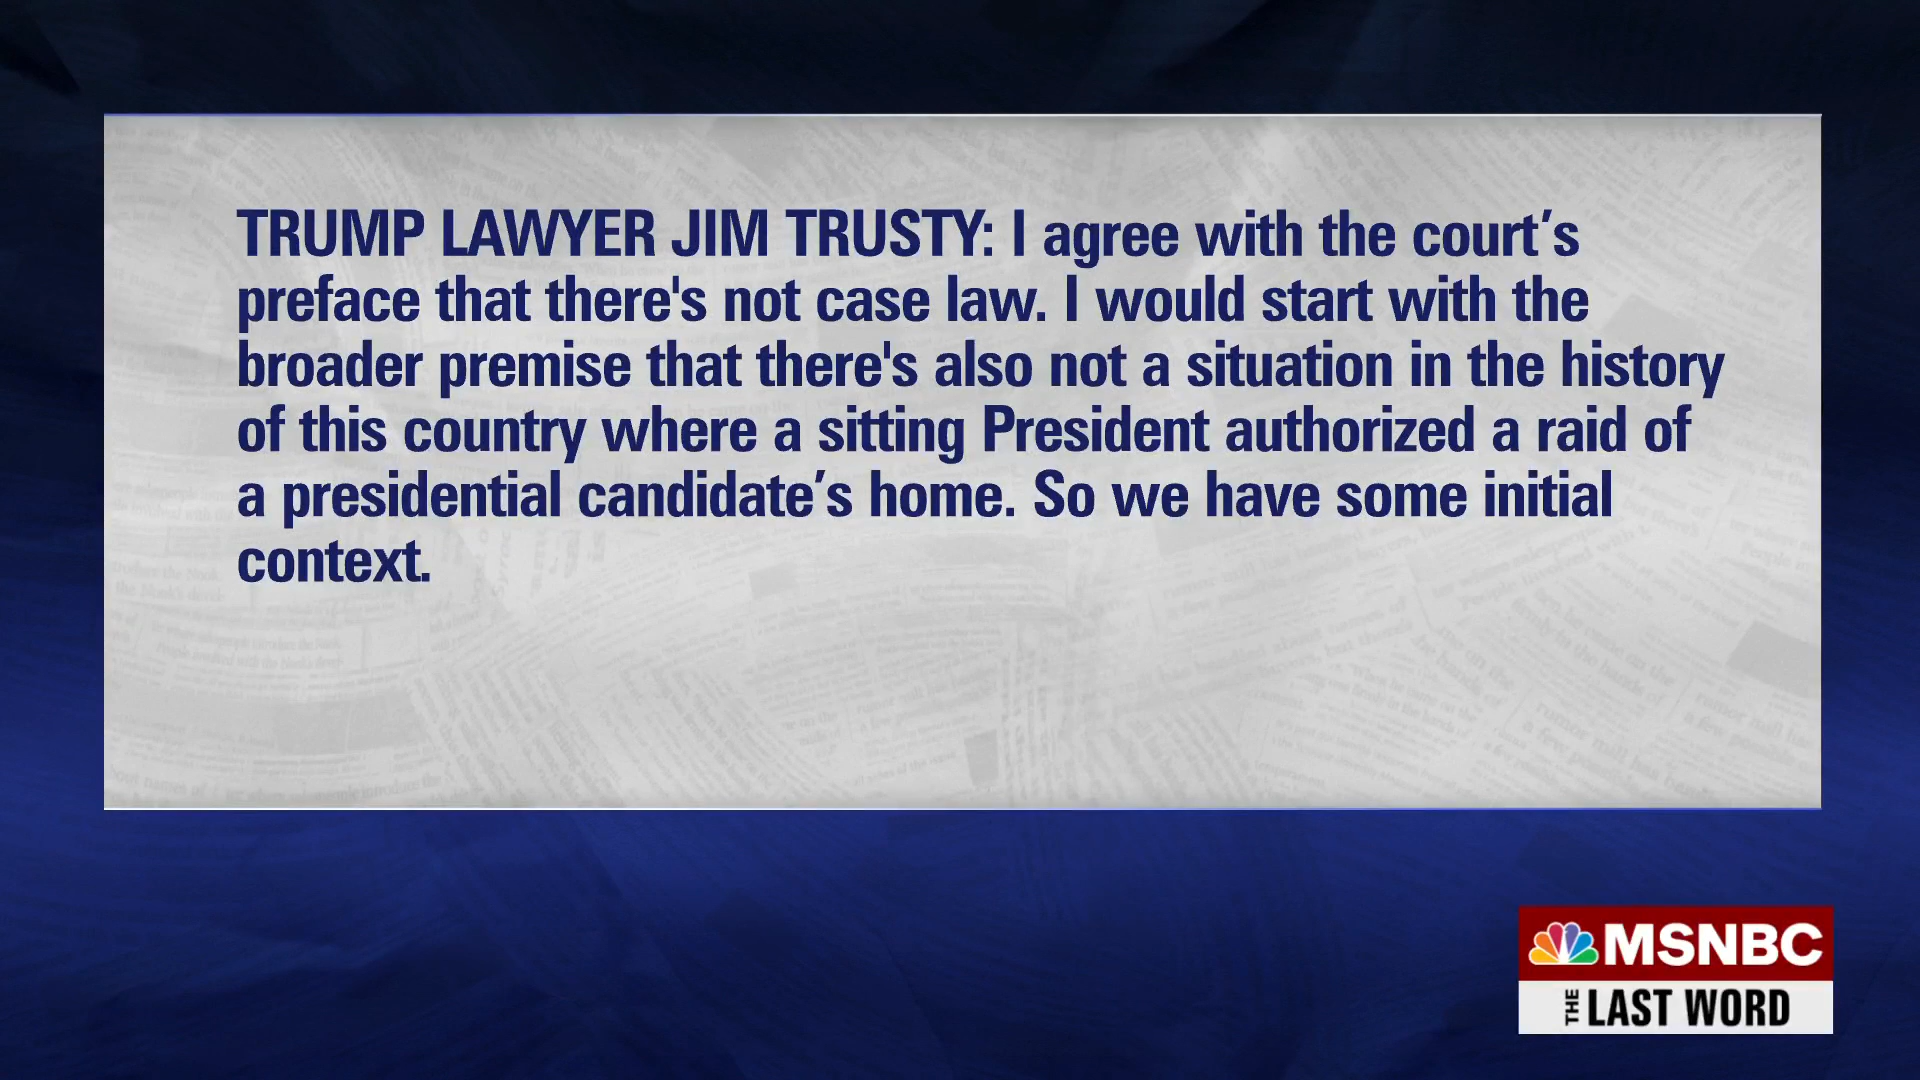 TRUMP LAWYER JIM TRUSTY: I agree with the court’s
preface that there's not case law. I would start with the
broader premise that there's also not a situation in the history
of this country where a sitting President authorized a raid of
a presidential candidate’s home. So we have some initial
context.
MSNBC
THE LAST WORD